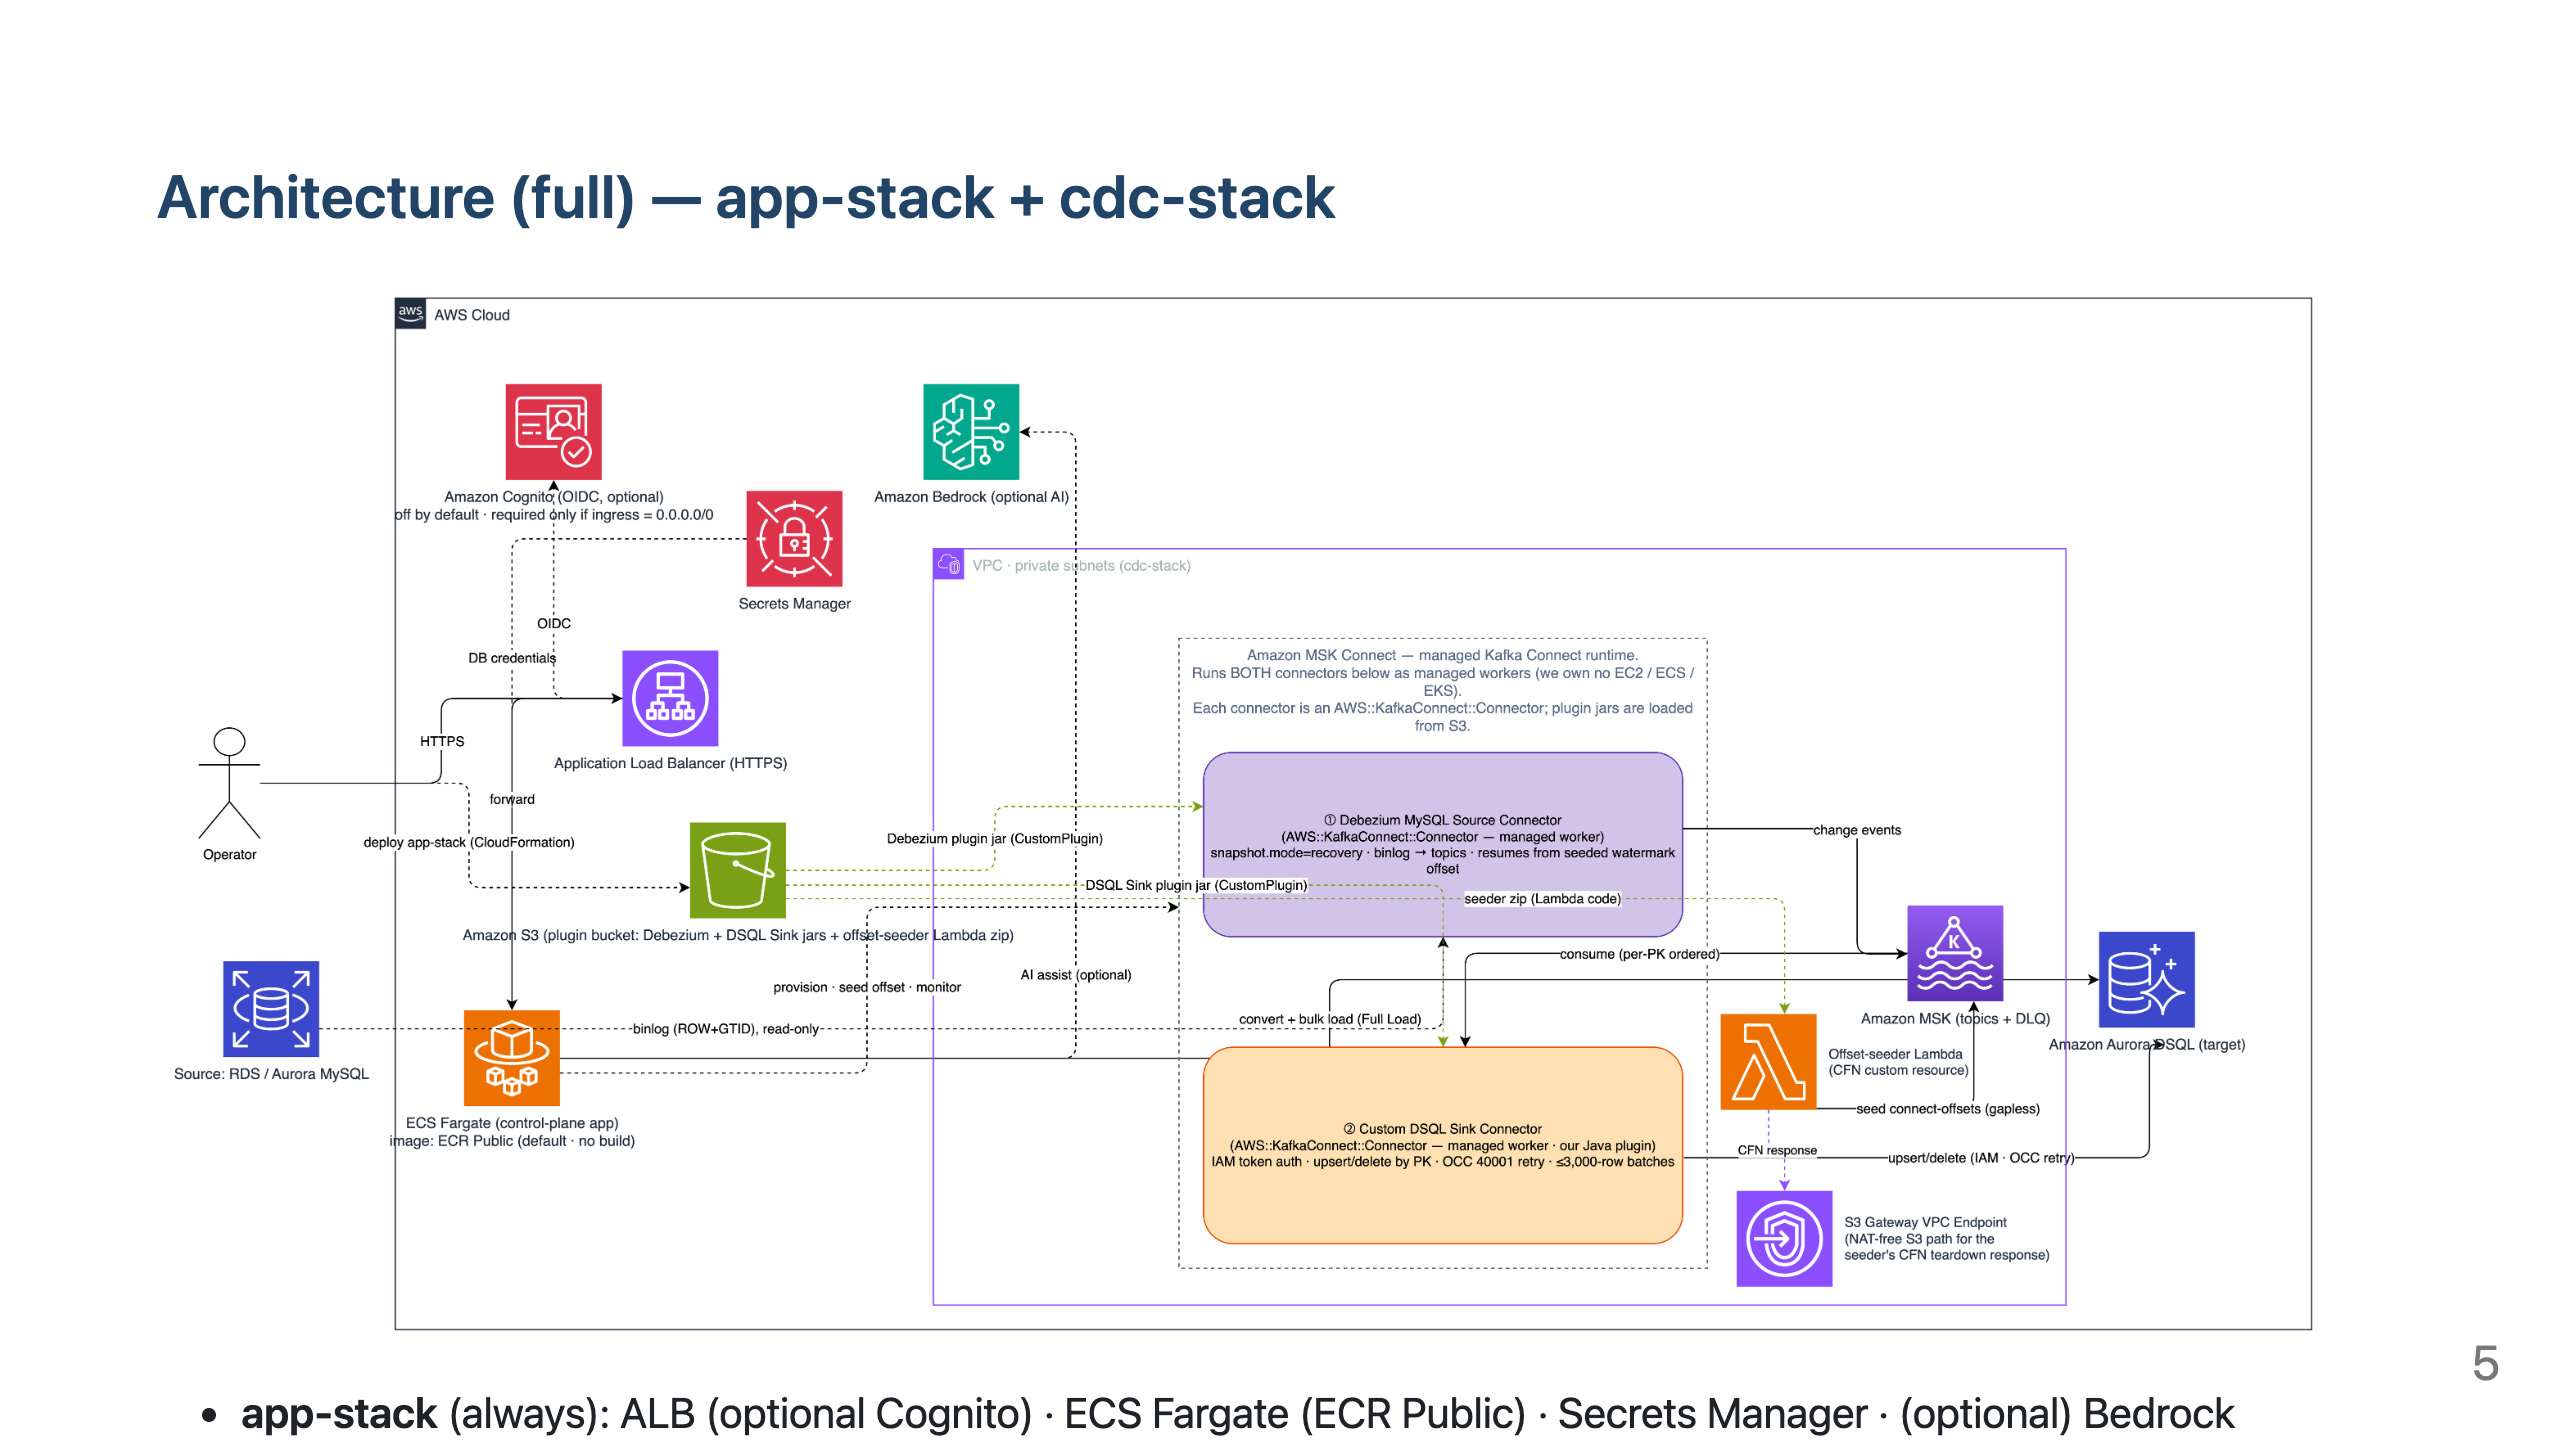 Architecture (full) — app-stack + cdc-stack
aws
AWS Cloud
Amazon Cognito (OIDC, optional)
off by default · required only if ingress = 0.0.0.0/0
Amazon Bedrock (optional AI)
Secrets Manager
VPC · private subnets (cdc-stack)
OIDC
DB credentials
Amazon MSK Connect — managed Kafka Connect runtime.
Runs BOTH connectors below as managed workers (we own no EC2 / ECS /
EKS).
Each connector is an AWS::KafkaConnect::Connector; plugin jars are loaded
from S3.
HTTPS
Application Load Balancer (HTTPS)
forward
deploy app-stack (CloudFormation)
Operator
Debezium plugin jar (CustomPlugin)
① Debezium MySQL Source Connector
(AWS::KafkaConnect::Connector — managed worker)
snapshot.mode=recovery · binlog → topics · resumes from seeded watermark
offset
change events
DSQL Sink plugin jar (CustomPlugin)
seeder zip (Lambda code)
Amazon S3 (plugin bucket: Debezium + DSQL Sink jars + offset-seeder Lambda zip)
consume (per-PK ordered)
K
AI assist (optional)
provision · seed offset · monitor
convert + bulk load (Full Load)
Amazon MSK (topics + DLQ)
binlog (ROW+GTID), read-only
Amazon Aurora DSQL (target)
Source: RDS / Aurora MySQL
Offset-seeder Lambda
(CFN custom resource)
seed connect-offsets (gapless)
ECS Fargate (control-plane app)
image: ECR Public (default · no build)
② Custom DSQL Sink Connector
(AWS::KafkaConnect::Connector — managed worker · our Java plugin)
IAM token auth · upsert/delete by PK · OCC 40001 retry · ≤3,000-row batches
CFN response
upsert/delete (IAM · OCC retry)
S3 Gateway VPC Endpoint
(NAT-free S3 path for the
seeder's CFN teardown response)
5
• app-stack (always): ALB (optional Cognito) · ECS Fargate (ECR Public) · Secrets Manager · (optional) Bedrock